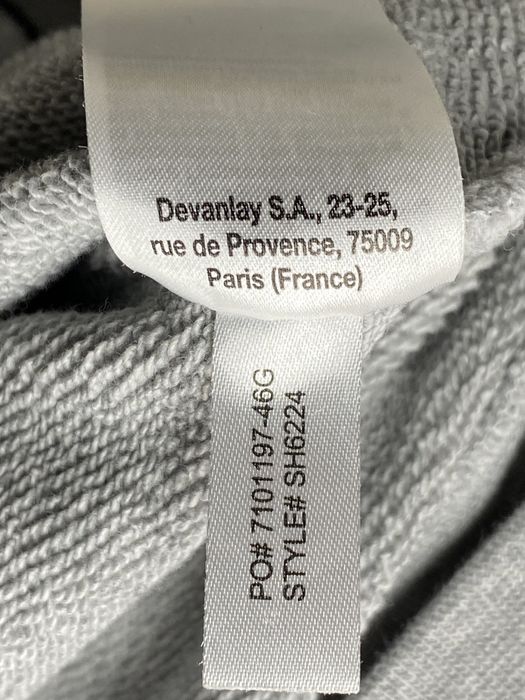 Devanlay S.A., 23-25,
rue de Provence, 75009
Paris (France)
PO# 7101197-46G
STYLE# SH6224